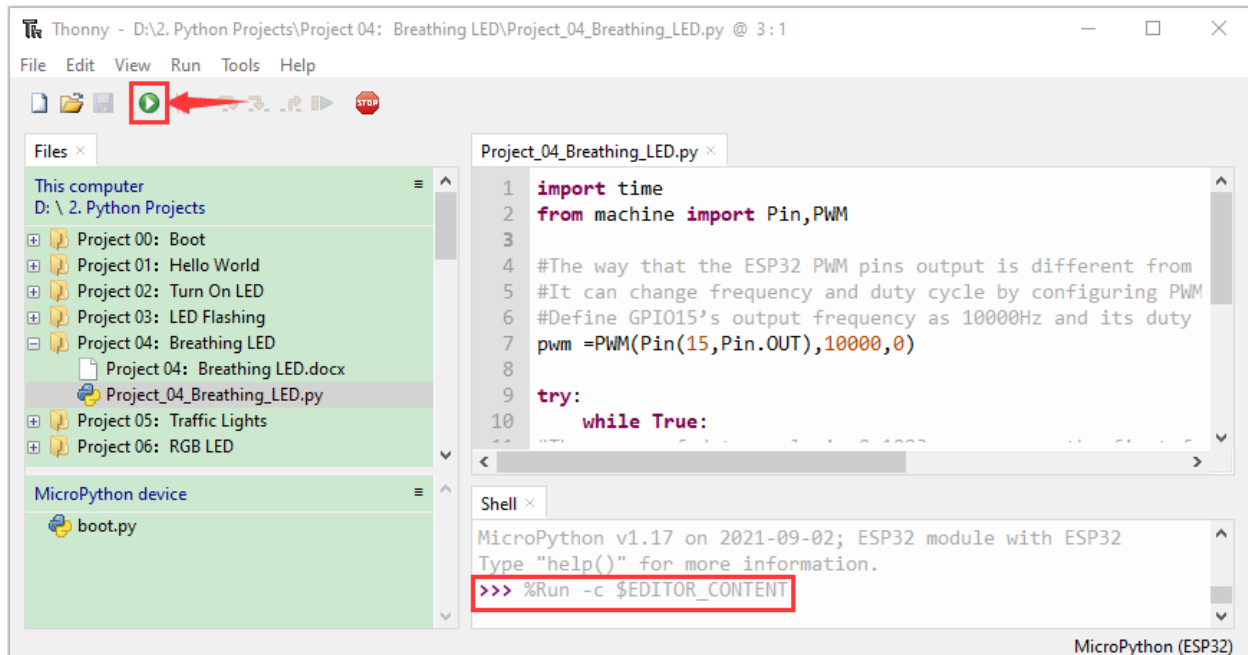 Thonny - D:\2. Python Projects\Project 04: Breathing LED\Project_04_Breathing_LED.py @ 3:1
File Edit View Run Tools Help
STOP
Files
This computer
D: \ 2. Python Projects
Project 00: Boot
Project 01: Hello World
Project 02: Turn On LED
Project 03: LED Flashing
Project 04: Breathing LED
Project 04: Breathing LED.docx
Project_04_Breathing_LED.py
Project 05: Traffic Lights
Project 06: RGB LED
MicroPython device
boot.py
Project_04_Breathing_LED.py
1 import time
2 from machine import Pin,PWM
3
4 #The way that the ESP32 PWM pins output is different from
5 #It can change frequency and duty cycle by configuring PWM
6 #Define GPIO15’s output frequency as 10000Hz and its duty
7 pwm =PWM(Pin(15,Pin.OUT),10000,0)
8
9 try:
10 while True:
Shell
MicroPython v1.17 on 2021-09-02; ESP32 module with ESP32
Type "help()" for more information.
>>> %Run -c $EDITOR_CONTENT
MicroPython (ESP32)